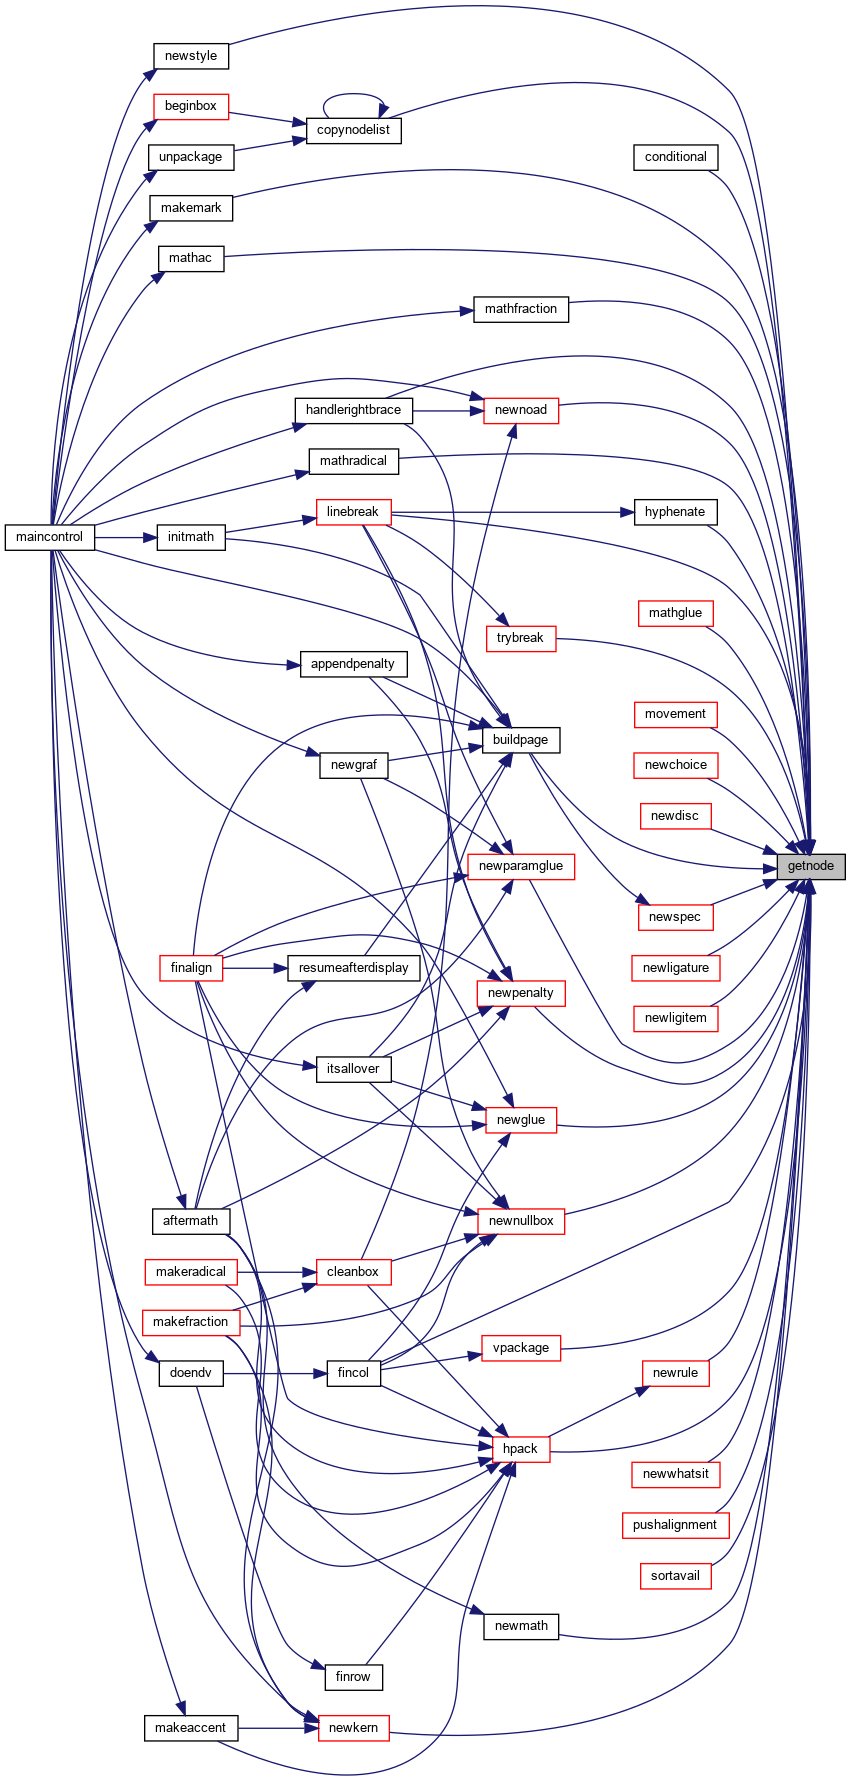 newstyle
beginbox
copynodelist
unpackage
conditional
makemark
mathac
mathfraction
handlerightbrace
newnoad
mathradical
linebreak
hyphenate
maincontrol
initmath
mathglue
trybreak
appendpenalty
movement
buildpage
newgraf
newchoice
newdisc
newparamglue
getnode
newspec
finalign
resumeafterdisplay
newligature
newpenalty
newligitem
itsallover
newglue
aftermath
newnullbox
makeradical
cleanbox
makefraction
vpackage
doendv
fincol
newrule
hpack
newwhatsit
pushalignment
sortavail
newmath
finrow
makeaccent
newkern